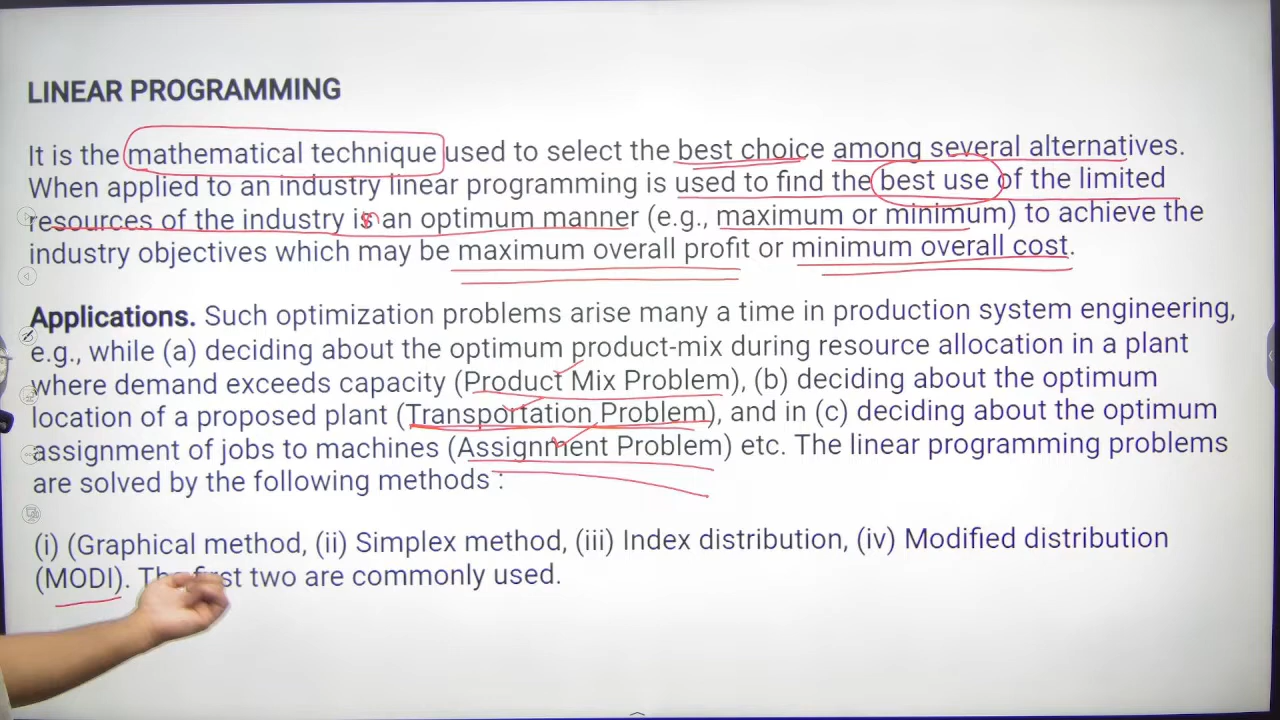 LINEAR PROGRAMMING
It is the mathematical technique used to select the best choice among several alternatives.
When applied to an industry linear programming is used to find the best use of the limited
resources of the industry is an optimum manner (e.g., maximum or minimum) to achieve the
industry objectives which may be maximum overall profit or minimum overall cost.
Applications. Such optimization problems arise many a time in production system engineering,
e.g., while (a) deciding about the optimum product-mix during resource allocation in a plant
where demand exceeds capacity (Product Mix Problem), (b) deciding about the optimum
location of a proposed plant (Transportation Problem), and in (c) deciding about the optimum
assignment of jobs to machines (Assignment Problem) etc. The linear programming problems
are solved by the following methods :
(i) (Graphical method, (ii) Simplex method, (iii) Index distribution, (iv) Modified distribution
(MODI). The first two are commonly used.